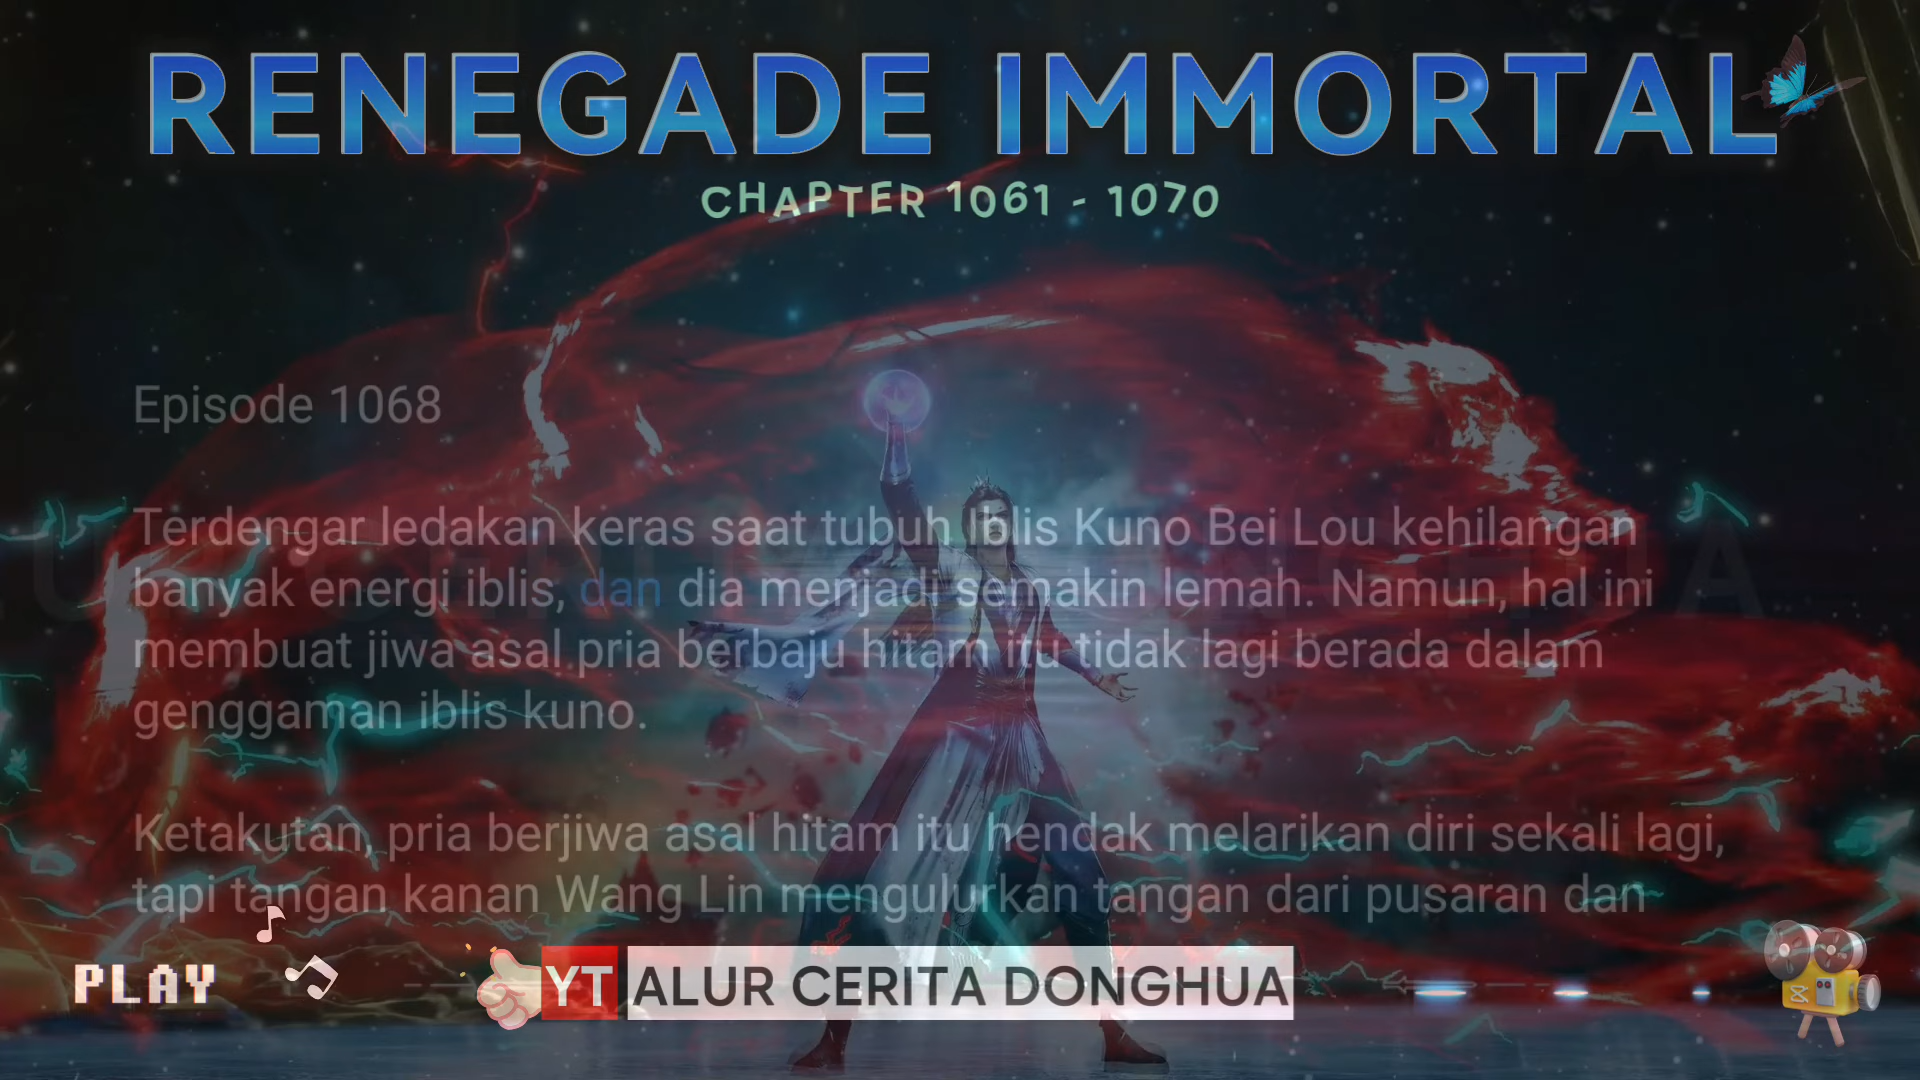 RENEGADE IMMORTAL
CHAPTER 1061 - 1070
Episode 1068
Terdengar ledakan keras saat tubuh Iblis Kuno Bei Lou kehilangan
banyak energi iblis, dan dia menjadi semakin lemah. Namun, hal ini
membuat jiwa asal pria berbaju hitam itu tidak lagi berada dalam
genggaman iblis kuno.
Ketakutan, pria berjiwa asal hitam itu hendak melarikan diri sekali lagi,
tapi tangan kanan Wang Lin mengulurkan tangan dari pusaran dan
PLAY
YT ALUR CERITA DONGHUA